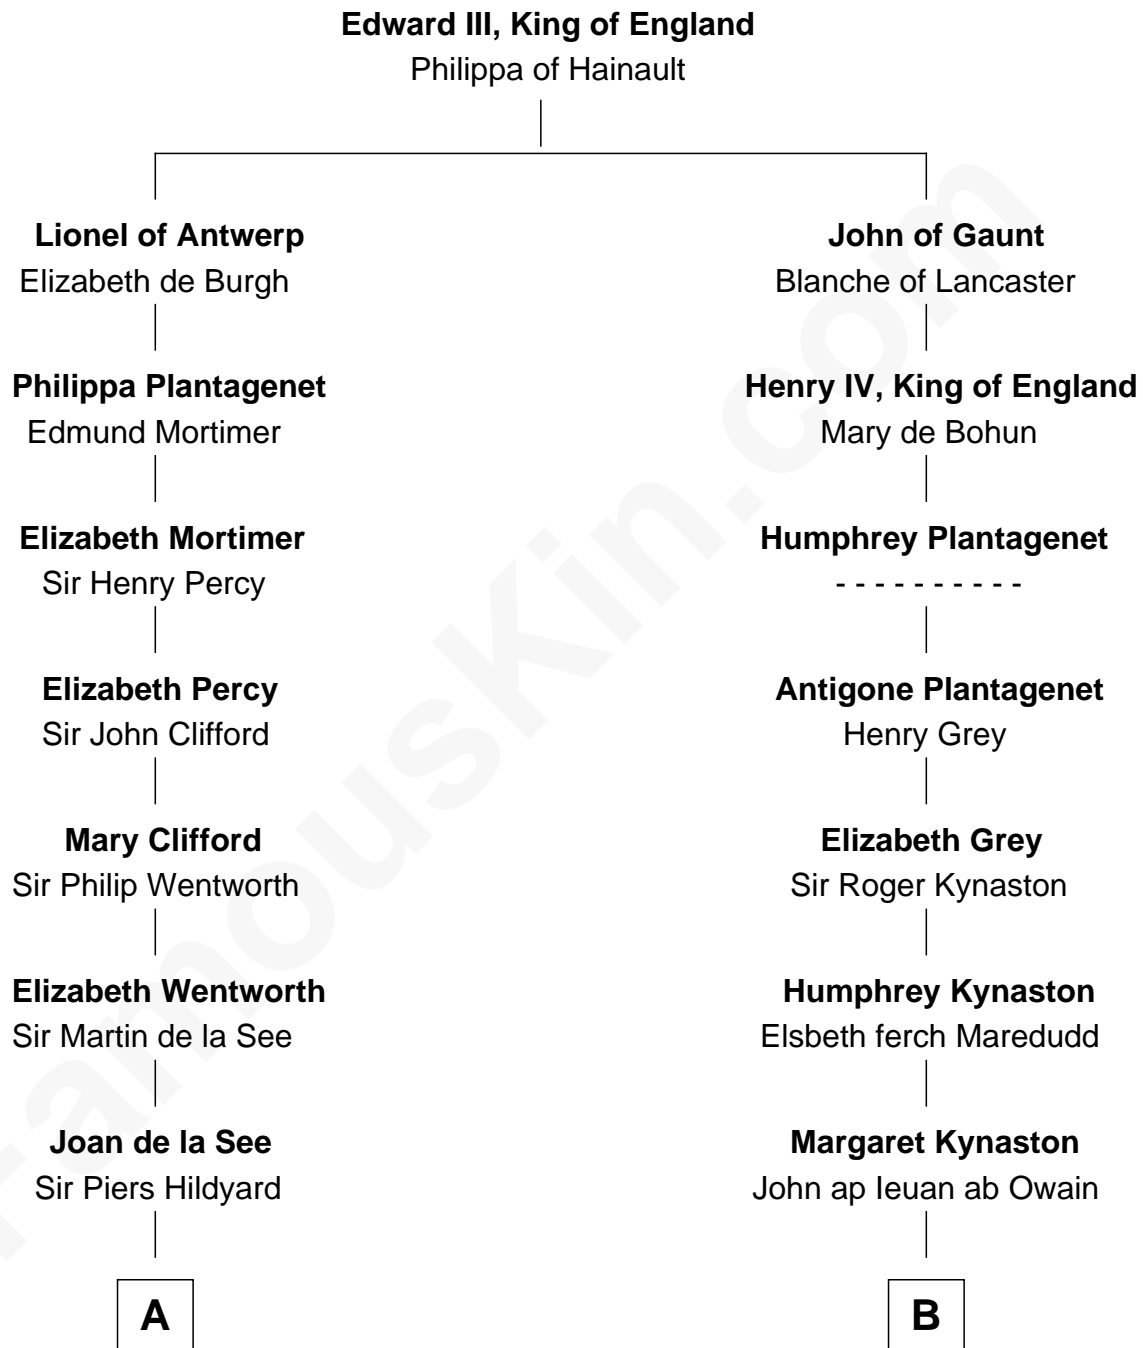 Edward III, King of England
Philippa of Hainault
Lionel of Antwerp
Elizabeth de Burgh
John of Gaunt
Blanche of Lancaster
Philippa Plantagenet
Edmund Mortimer
Henry IV, King of England
Mary de Bohun
Elizabeth Mortimer
Sir Henry Percy
Humphrey Plantagenet
- - - - - - - - - -
Elizabeth Percy
Sir John Clifford
Antigone Plantagenet
Henry Grey
Mary Clifford
Sir Philip Wentworth
Elizabeth Grey
Sir Roger Kynaston
Elizabeth Wentworth
Sir Martin de la See
Humphrey Kynaston
Elsbeth ferch Maredudd
Joan de la See
Sir Piers Hildyard
Margaret Kynaston
John ap Ieuan ab Owain
A
B
FamousKin.com